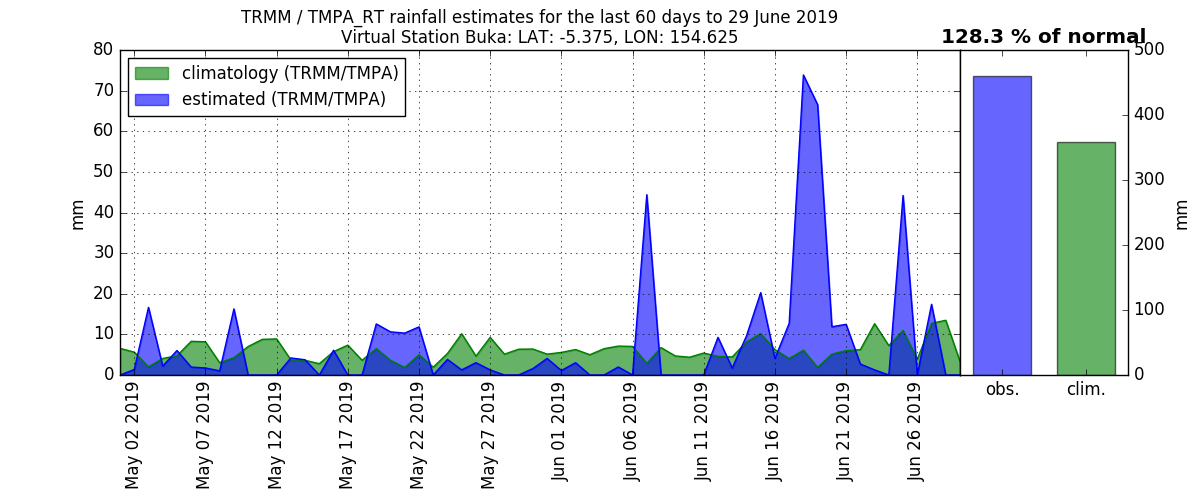 TRMM / TMPA_RT rainfall estimates for the last 60 days to 29 June 2019
Virtual Station Buka: LAT: -5.375, LON: 154.625
128.3 % of normal
climatology (TRMM/TMPA)
estimated (TRMM/TMPA)
80
70
60
50
40
30
20
10
0
mm
May 02 2019
May 07 2019
May 12 2019
May 17 2019
May 22 2019
May 27 2019
Jun 01 2019
Jun 06 2019
Jun 11 2019
Jun 16 2019
Jun 21 2019
Jun 26 2019
obs.
clim.
500
400
300
200
100
0
mm